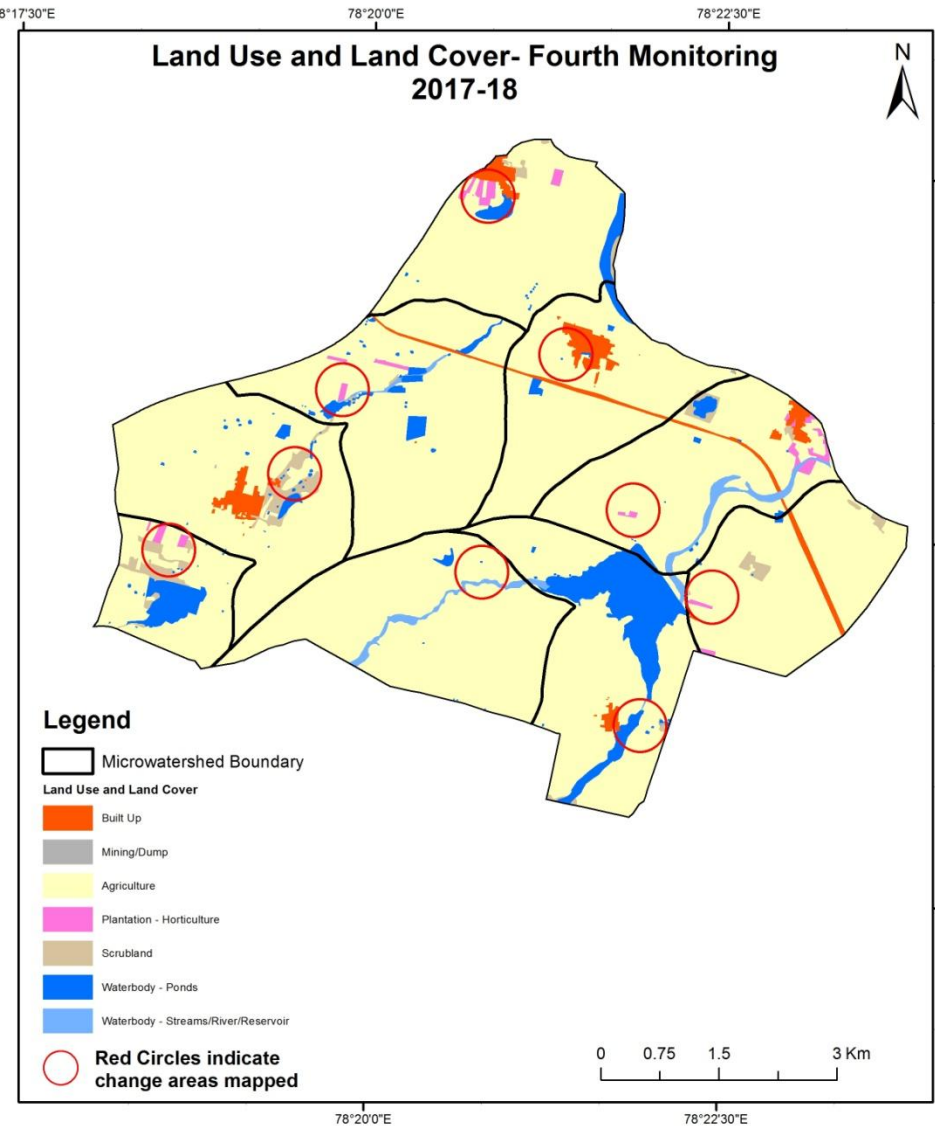 8°17'30"E
78°20'0"E
78°22'30"E
Land Use and Land Cover- Fourth Monitoring
2017-18
N
Legend
Microwatershed Boundary
Land Use and Land Cover
Built Up
Mining/Dump
Agriculture
Plantation - Horticulture
Scrubland
Waterbody - Ponds
Waterbody - Streams/River/Reservoir
Red Circles indicate
change areas mapped
0 0.75 1.5 3 Km
78°20'0"E
78°22'30"E